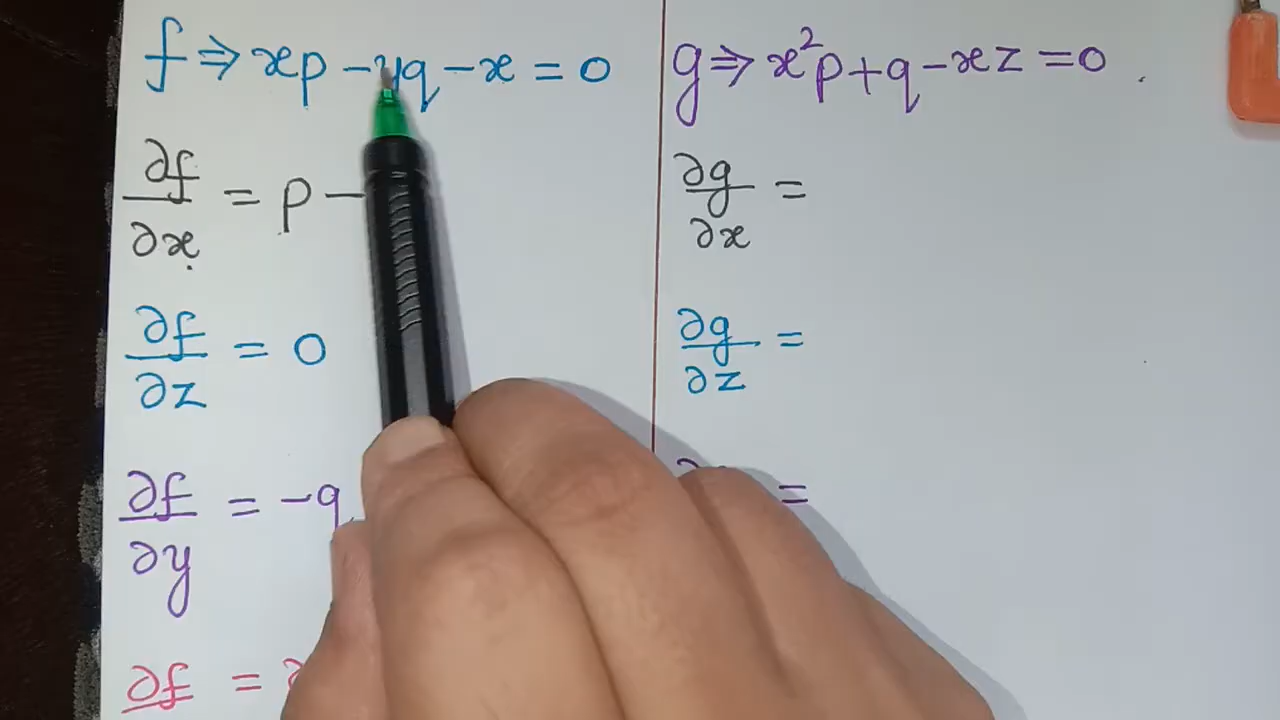 f ⇒ xp − yq − x = 0
∂f/∂x = p −
∂f/∂z = 0
∂f/∂y = −q
∂f =
g ⇒ x²p + q − xz = 0
∂g/∂x =
∂g/∂z =
=